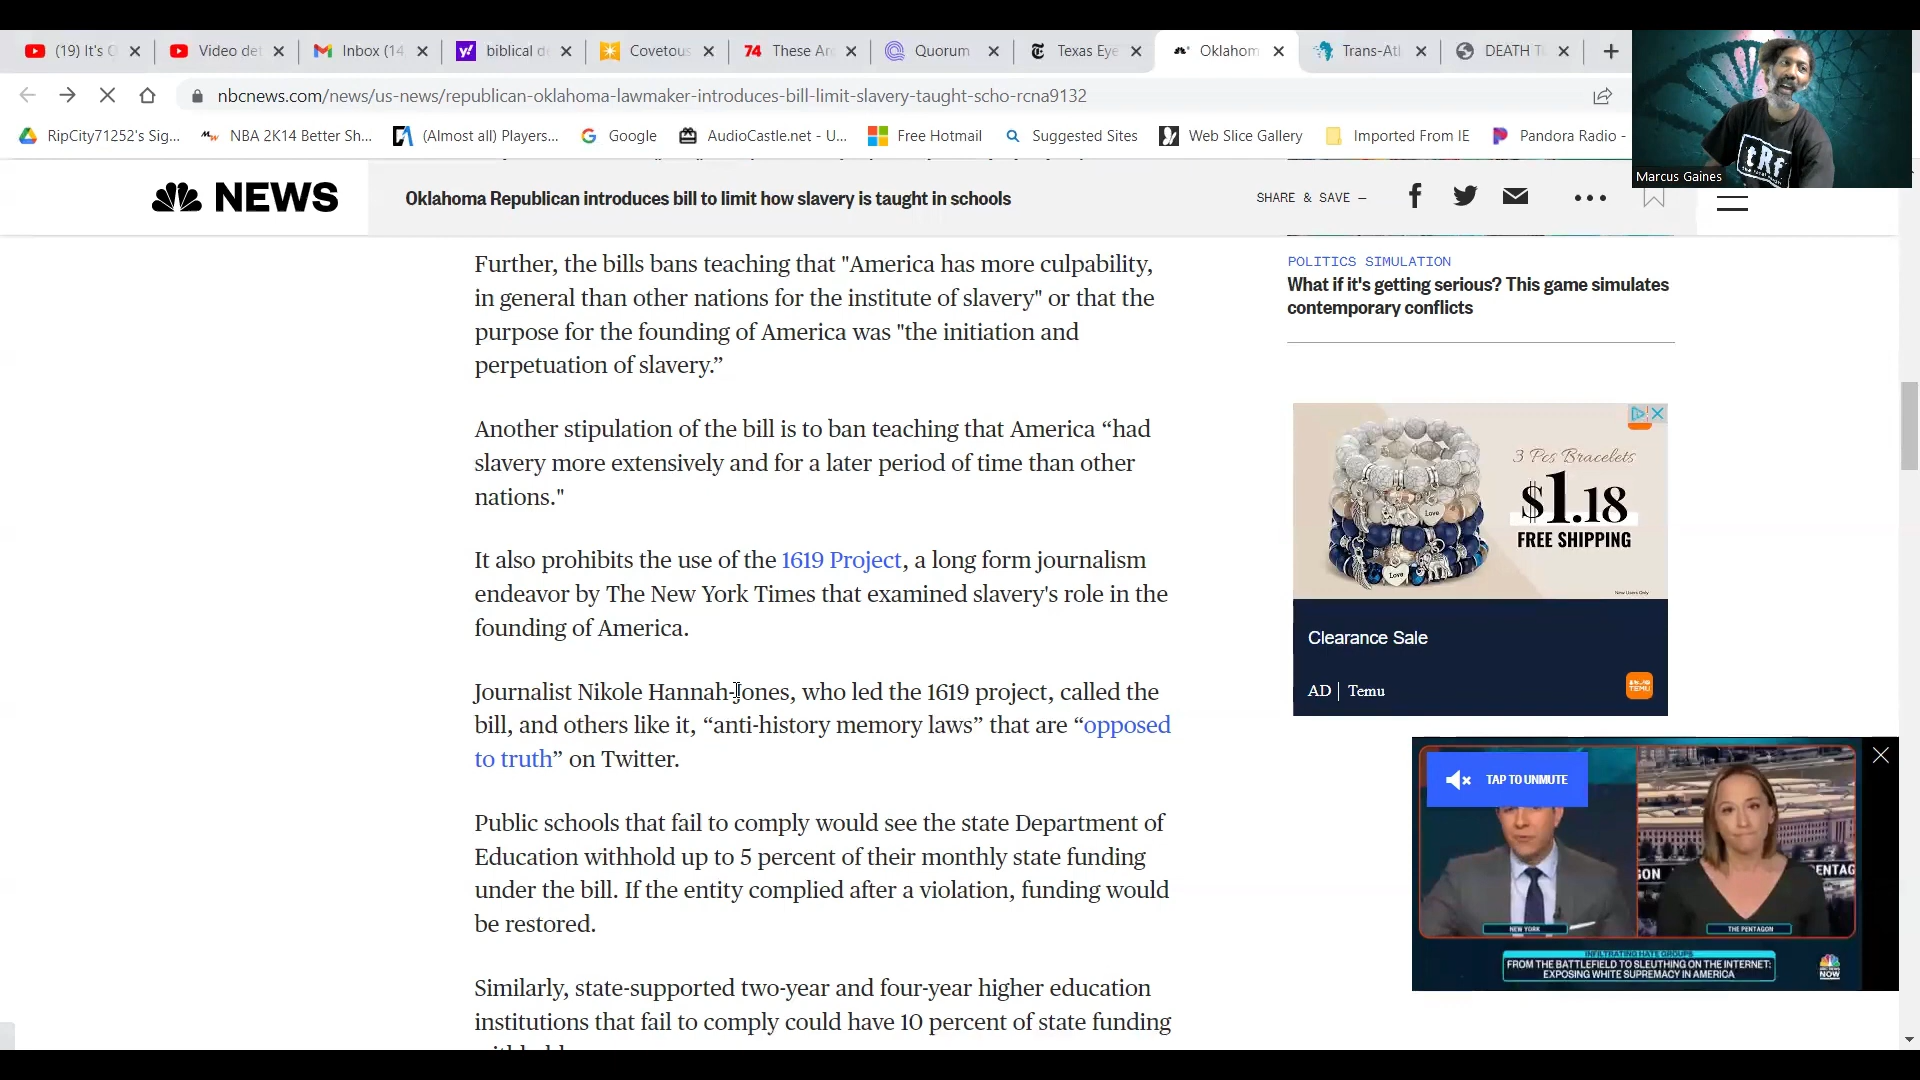 (19) It's G
Video det
Inbox (14
biblical de
Covetous
74 These Ar
Quorum
Texas Eye
Oklahom
Trans-Atl
DEATH T
nbcnews.com/news/us-news/republican-oklahoma-lawmaker-introduces-bill-limit-slavery-taught-scho-rcna9132
RipCity71252's Sig...
NBA 2K14 Better Sh...
(Almost all) Players...
Google
AudioCastle.net - U...
Free Hotmail
Suggested Sites
Web Slice Gallery
Imported From IE
Pandora Radio -
tRf
Marcus Gaines
NEWS
Oklahoma Republican introduces bill to limit how slavery is taught in schools
SHARE & SAVE —
Further, the bills bans teaching that "America has more culpability,
in general than other nations for the institute of slavery" or that the
purpose for the founding of America was "the initiation and
perpetuation of slavery.”
Another stipulation of the bill is to ban teaching that America “had
slavery more extensively and for a later period of time than other
nations."
It also prohibits the use of the 1619 Project, a long form journalism
endeavor by The New York Times that examined slavery's role in the
founding of America.
Journalist Nikole Hannah-Jones, who led the 1619 project, called the
bill, and others like it, “anti-history memory laws” that are “opposed
to truth” on Twitter.
Public schools that fail to comply would see the state Department of
Education withhold up to 5 percent of their monthly state funding
under the bill. If the entity complied after a violation, funding would
be restored.
Similarly, state-supported two-year and four-year higher education
institutions that fail to comply could have 10 percent of state funding
POLITICS SIMULATION
What if it's getting serious? This game simulates
contemporary conflicts
3 Pcs Bracelets
$1.18
FREE SHIPPING
New Users Only
Love
Love
Clearance Sale
AD | Temu
TEMU
TAP TO UNMUTE
ENTAG
NEW YORK
THE PENTAGON
INFILTRATING HATE GROUPS
FROM THE BATTLEFIELD TO SLEUTHING ON THE INTERNET:
EXPOSING WHITE SUPREMACY IN AMERICA
NBC NEWS
NOW